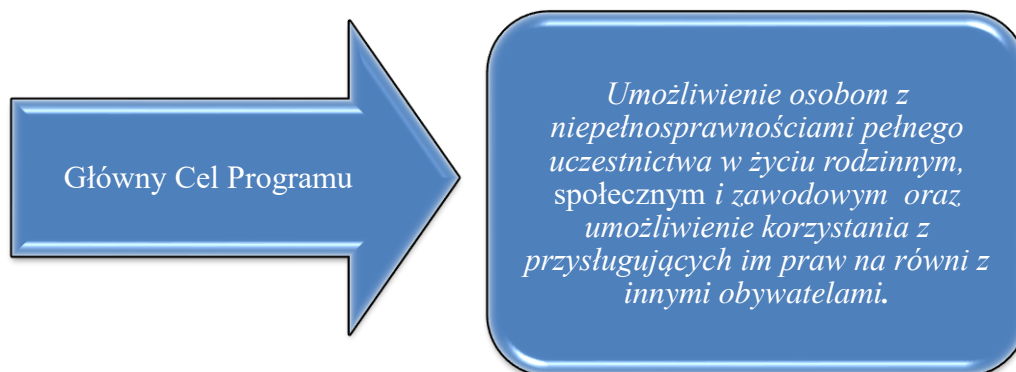 Główny Cel Programu
Umożliwienie osobom z
niepełnosprawnościami pełnego
uczestnictwa w życiu rodzinnym,
społecznym i zawodowym  oraz
umożliwienie korzystania z
przysługujących im praw na równi z
innymi obywatelami.